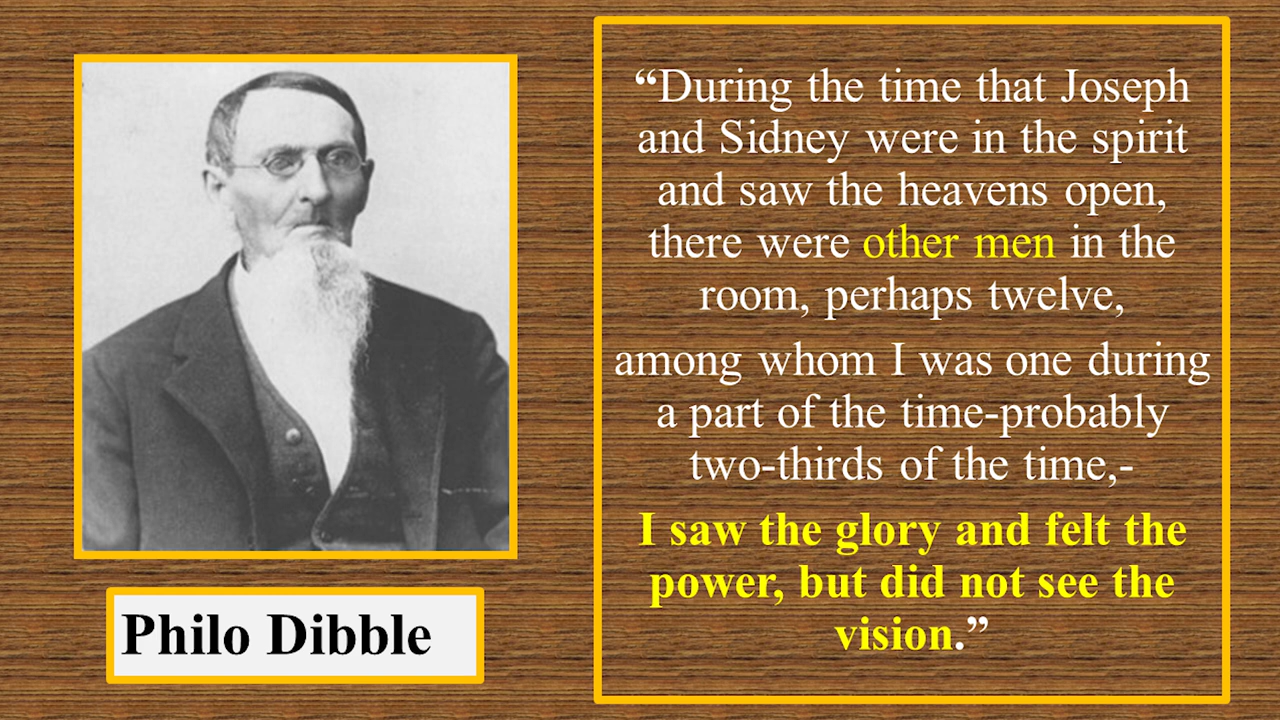 Philo Dibble
“During the time that Joseph
and Sidney were in the spirit
and saw the heavens open,
there were other men in the
room, perhaps twelve,
among whom I was one during
a part of the time-probably
two-thirds of the time,-
I saw the glory and felt the
power, but did not see the
vision.”